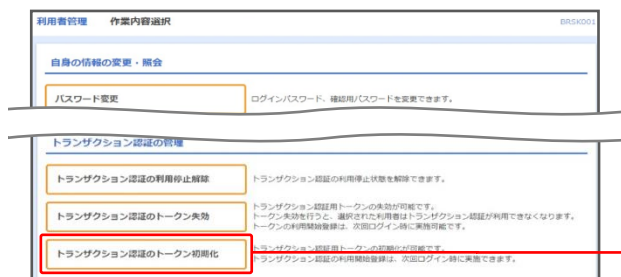 利用者管理 作業内容選択 BRSK001
自身の情報の変更・照会
パスワード変更 ログインパスワード、確認用パスワードを変更できます。
トランザクション認証の管理
トランザクション認証の利用停止解除 トランザクション認証の利用停止状態を解除できます。
トランザクション認証のトークン失効 トランザクション認証用トークンの失効が可能です。
トークン失効を行うと、選択された利用者はトランザクション認証が利用できなくなります。
トークンの利用開始登録は、次回ログイン時に実施可能です。
トランザクション認証のトークン初期化 トランザクション認証用トークンの初期化が可能です。
トランザクション認証の利用開始登録は、次回ログイン時に実施できます。